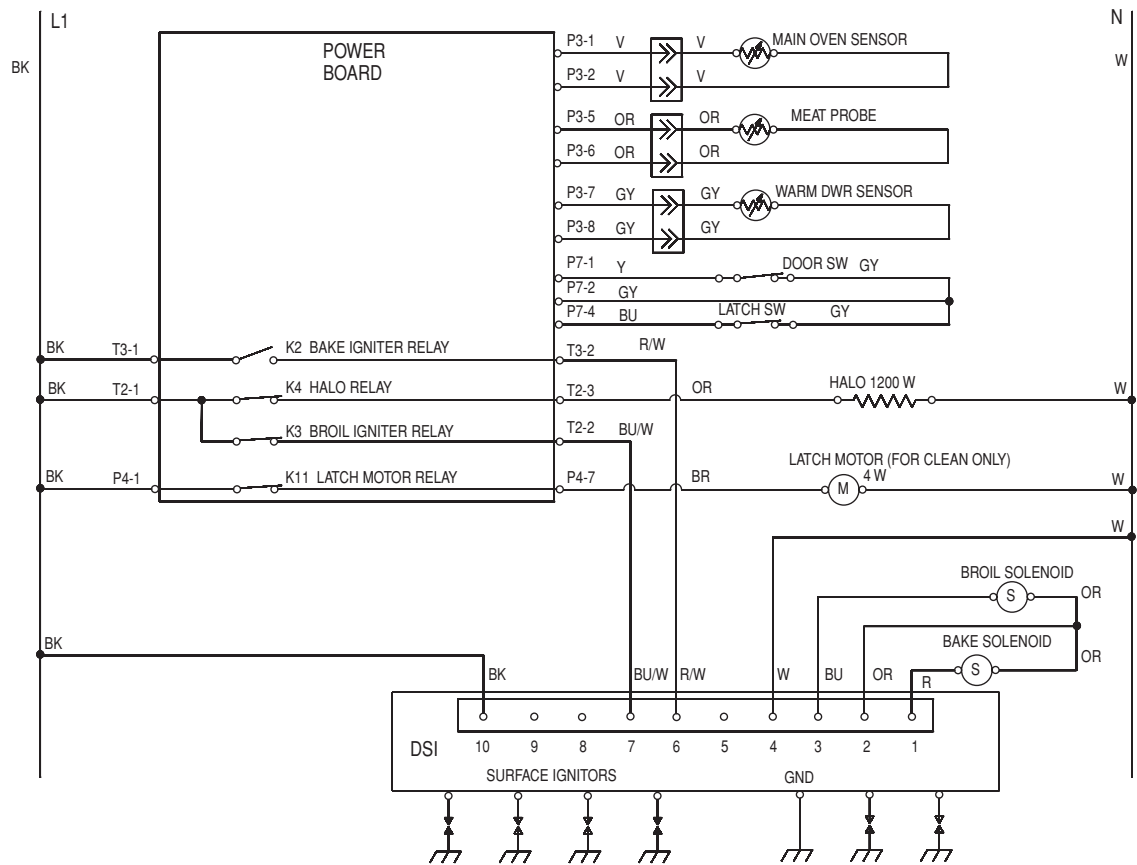 L1
N
BK
W
POWER
BOARD
P3-1 V V MAIN OVEN SENSOR
P3-2 V V
P3-5 OR OR MEAT PROBE
P3-6 OR OR
P3-7 GY GY WARM DWR SENSOR
P3-8 GY GY
P7-1 Y DOOR SW GY
P7-2 GY
P7-4 BU LATCH SW GY
BK T3-1 K2 BAKE IGNITER RELAY T3-2 R/W
BK T2-1 K4 HALO RELAY T2-3 OR HALO 1200 W W
K3 BROIL IGNITER RELAY T2-2 BU/W
LATCH MOTOR (FOR CLEAN ONLY)
BK P4-1 K11 LATCH MOTOR RELAY P4-7 BR M 4 W W
W
BROIL SOLENOID
S OR
BK BAKE SOLENOID
S OR
BK BU/W R/W W BU OR R
DSI 10 9 8 7 6 5 4 3 2 1
SURFACE IGNITORS GND